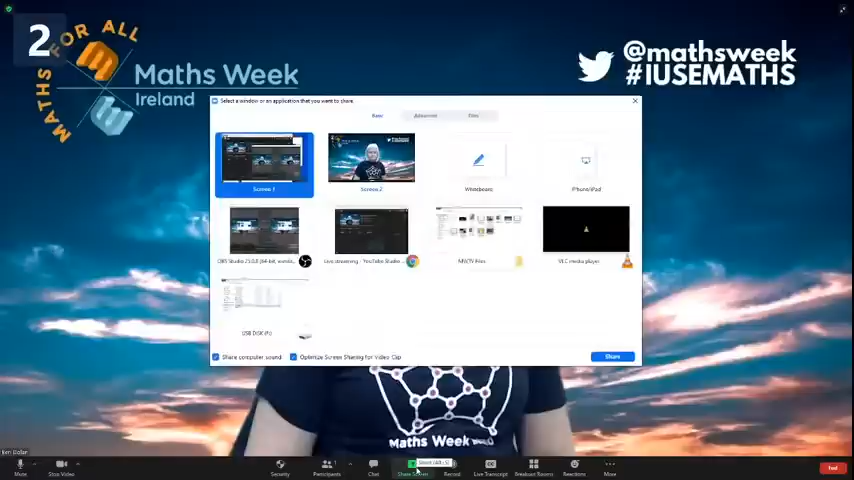 2
MATHS FOR ALL
Maths Week
Ireland
@mathsweek
#IUSEMATHS
Select a window or an application that you want to share
Basic
Advanced
Files
Screen 1
Screen 2
Whiteboard
iPhone/iPad
OBS Studio
Live streaming - YouTube Studio
VLC media player
USB DISK (F:)
Share computer sound
Optimize Screen Sharing for Video Clip
Share
Maths Week
Mute
Stop Video
Security
Participants
1
Chat
Share Screen
Record
Live Transcript
Breakout Rooms
Reactions
More
End